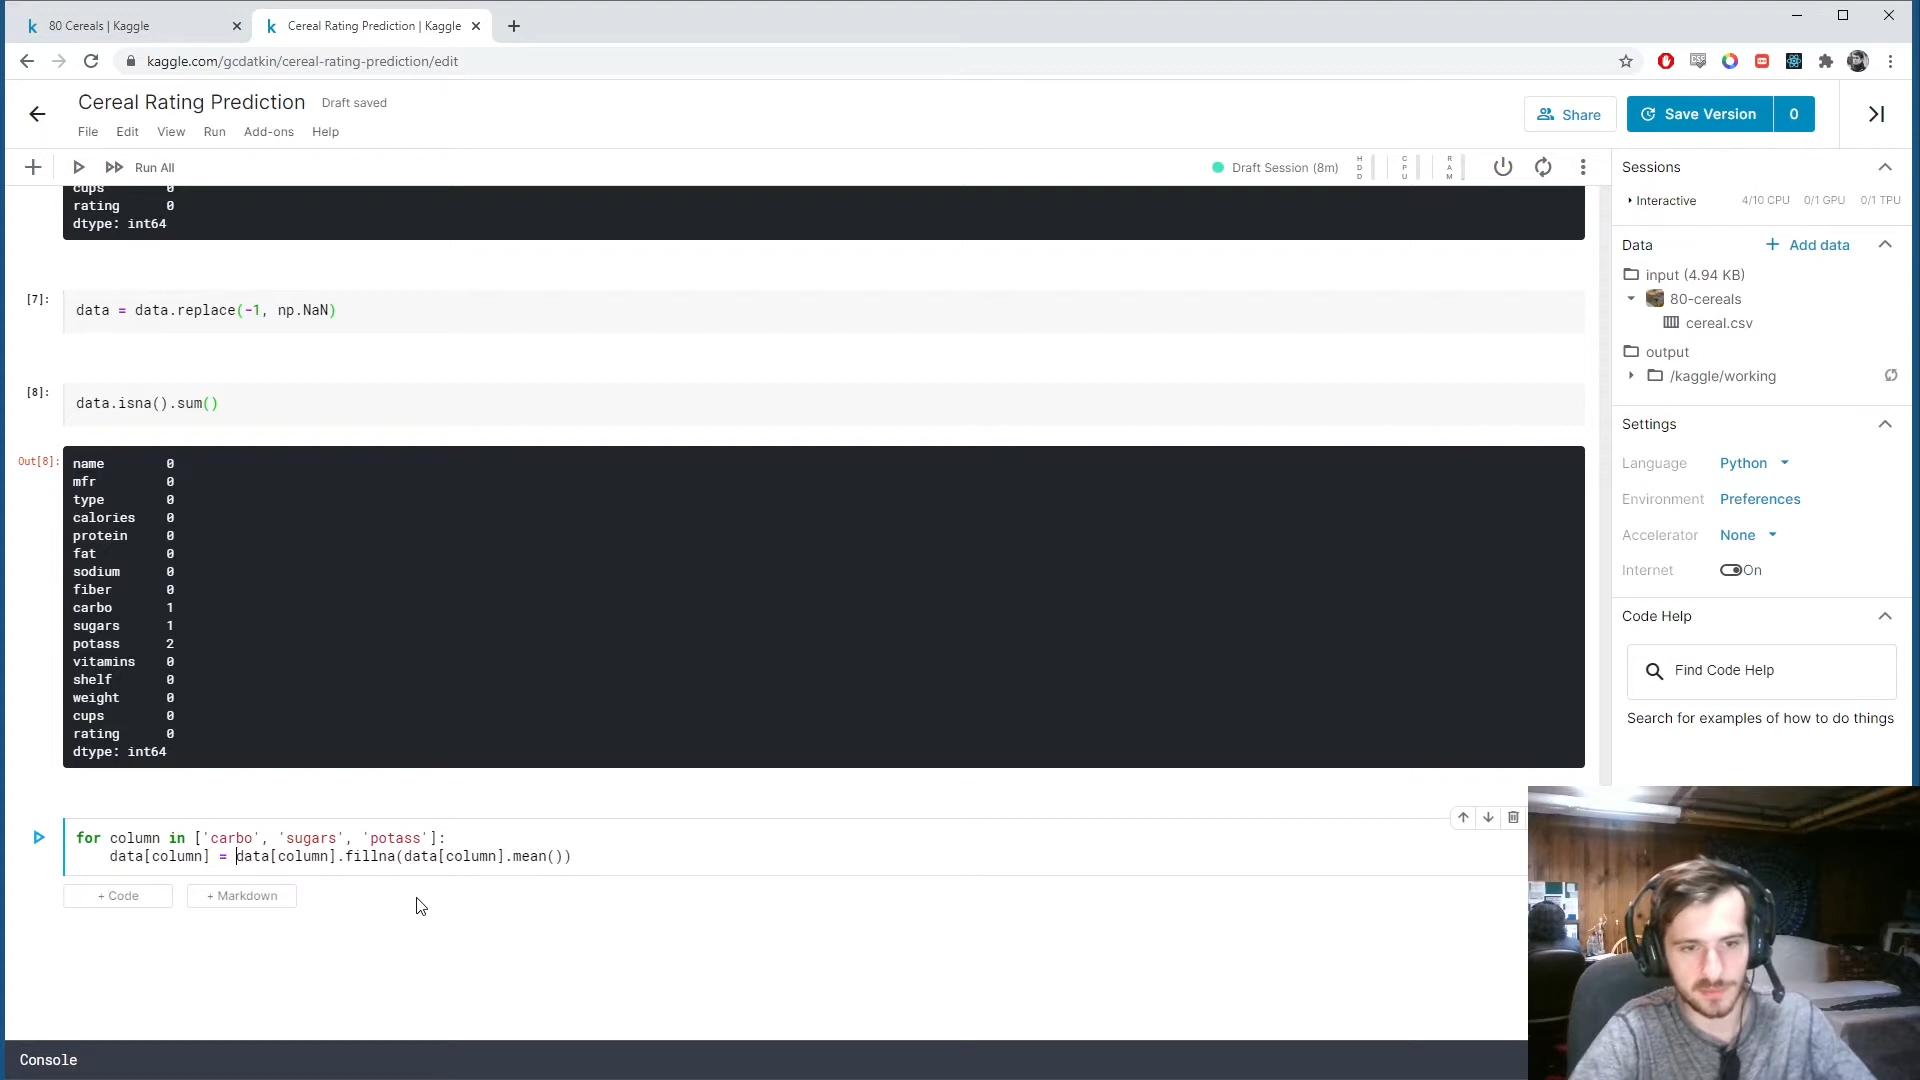 80 Cereals | Kaggle
Cereal Rating Prediction | Kaggle
kaggle.com/gcdatkin/cereal-rating-prediction/edit
Cereal Rating Prediction
Draft saved
File Edit View Run Add-ons Help
Share
Save Version 0
Run All
Draft Session (8m)
HDD
CPU
RAM
cups 0
rating 0
dtype: int64
[7]:
data = data.replace(-1, np.NaN)
[8]:
data.isna().sum()
Out[8]:
name 0
mfr 0
type 0
calories 0
protein 0
fat 0
sodium 0
fiber 0
carbo 1
sugars 1
potass 2
vitamins 0
shelf 0
weight 0
cups 0
rating 0
dtype: int64
for column in ['carbo', 'sugars', 'potass']:
data[column] = data[column].fillna(data[column].mean())
+ Code
+ Markdown
Console
Sessions
Interactive 4/10 CPU 0/1 GPU 0/1 TPU
Data
+ Add data
input (4.94 KB)
80-cereals
cereal.csv
output
/kaggle/working
Settings
Language Python
Environment Preferences
Accelerator None
Internet On
Code Help
Find Code Help
Search for examples of how to do things